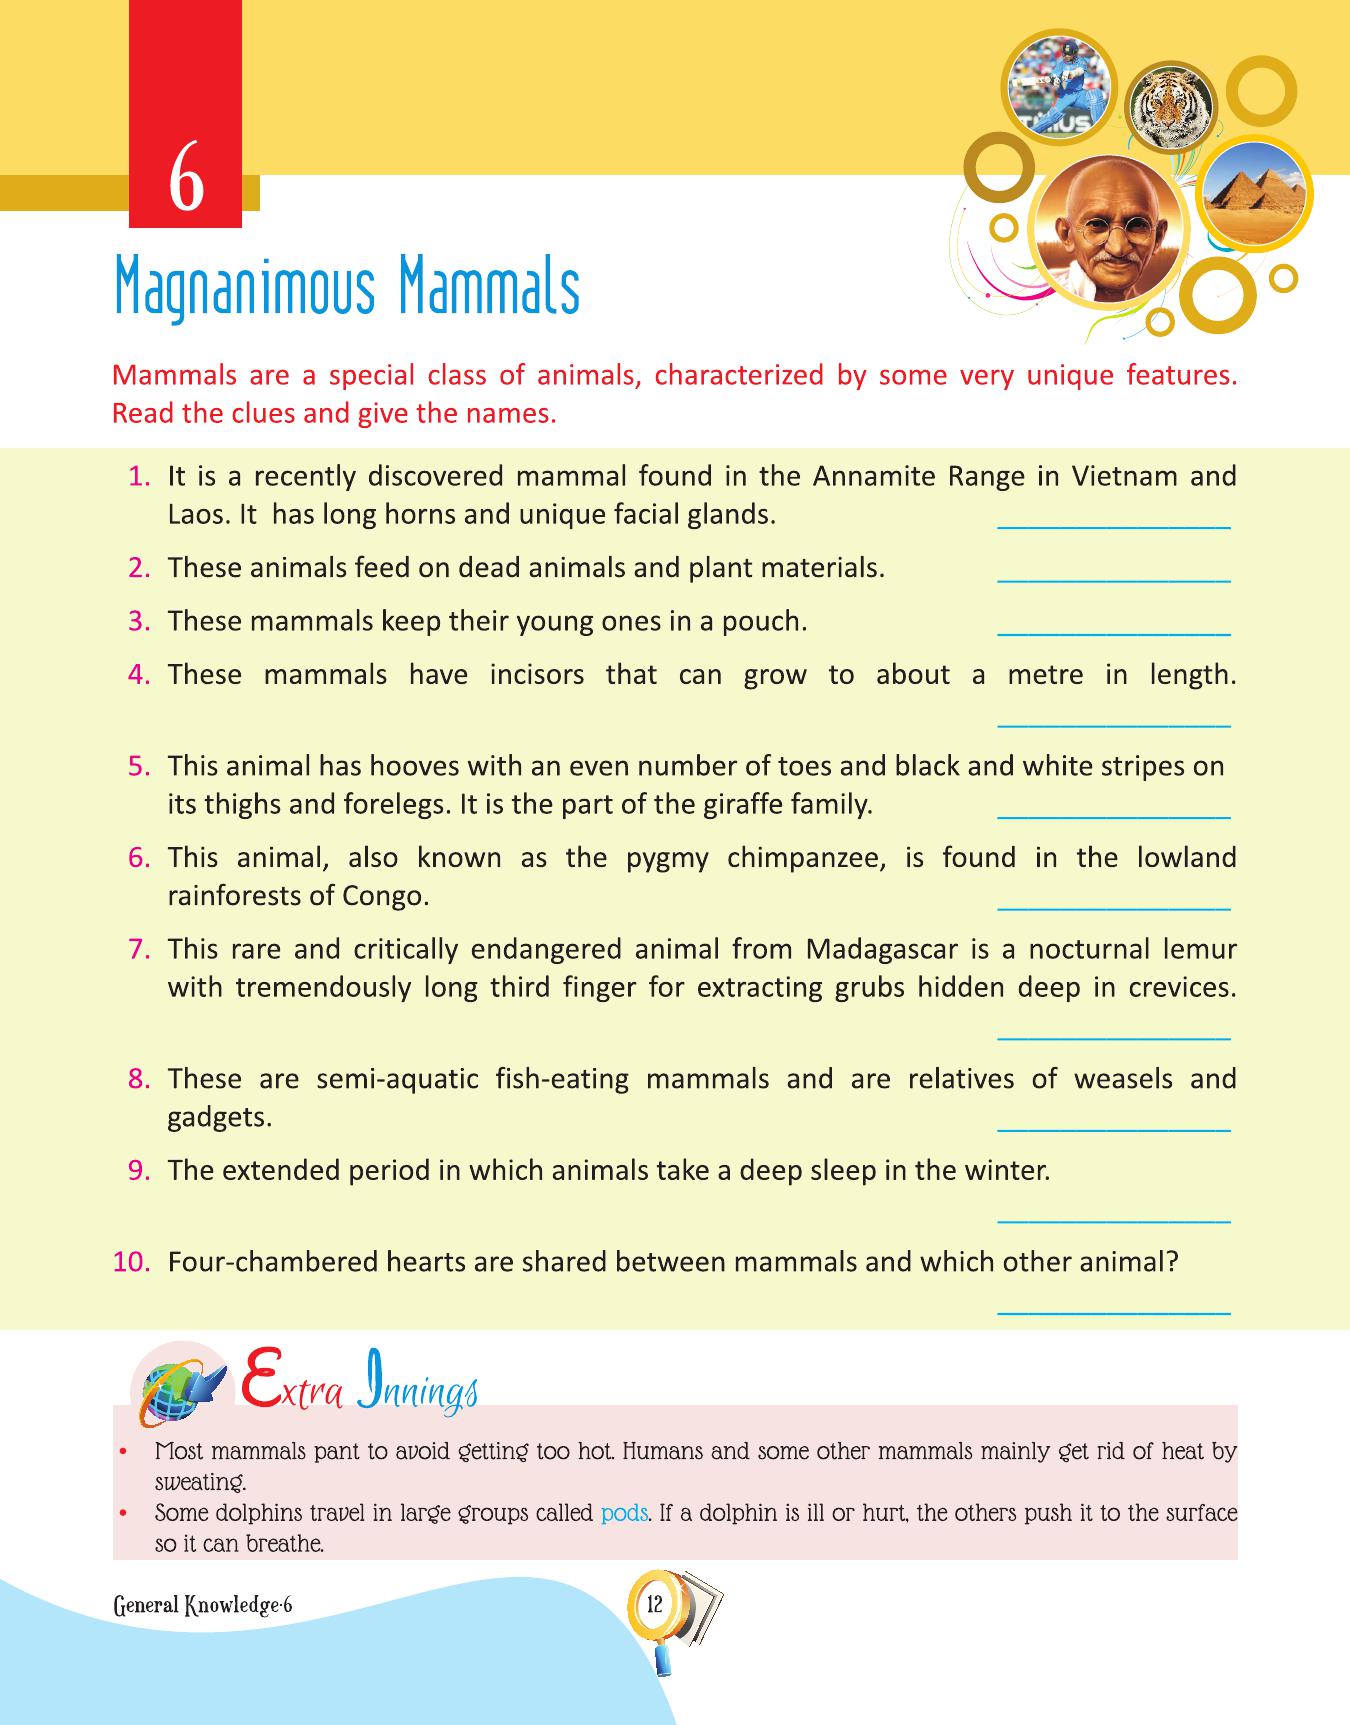 6
Magnanimous Mammals
Mammals are a special class of animals, characterized by some very unique features.
Read the clues and give the names.
1. It is a recently discovered mammal found in the Annamite Range in Vietnam and
Laos. It has long horns and unique facial glands. _______________
2. These animals feed on dead animals and plant materials. _______________
3. These mammals keep their young ones in a pouch. _______________
4. These mammals have incisors that can grow to about a metre in length.
_______________
5. This animal has hooves with an even number of toes and black and white stripes on
its thighs and forelegs. It is the part of the giraffe family. _______________
6. This animal, also known as the pygmy chimpanzee, is found in the lowland
rainforests of Congo. _______________
7. This rare and critically endangered animal from Madagascar is a nocturnal lemur
with tremendously long third finger for extracting grubs hidden deep in crevices.
_______________
8. These are semi-aquatic fish-eating mammals and are relatives of weasels and
gadgets. _______________
9. The extended period in which animals take a deep sleep in the winter.
_______________
10. Four-chambered hearts are shared between mammals and which other animal?
_______________
Extra Innings
• Most mammals pant to avoid getting too hot. Humans and some other mammals mainly get rid of heat by
sweating.
• Some dolphins travel in large groups called pods. If a dolphin is ill or hurt, the others push it to the surface
so it can breathe.
General Knowledge-6
12